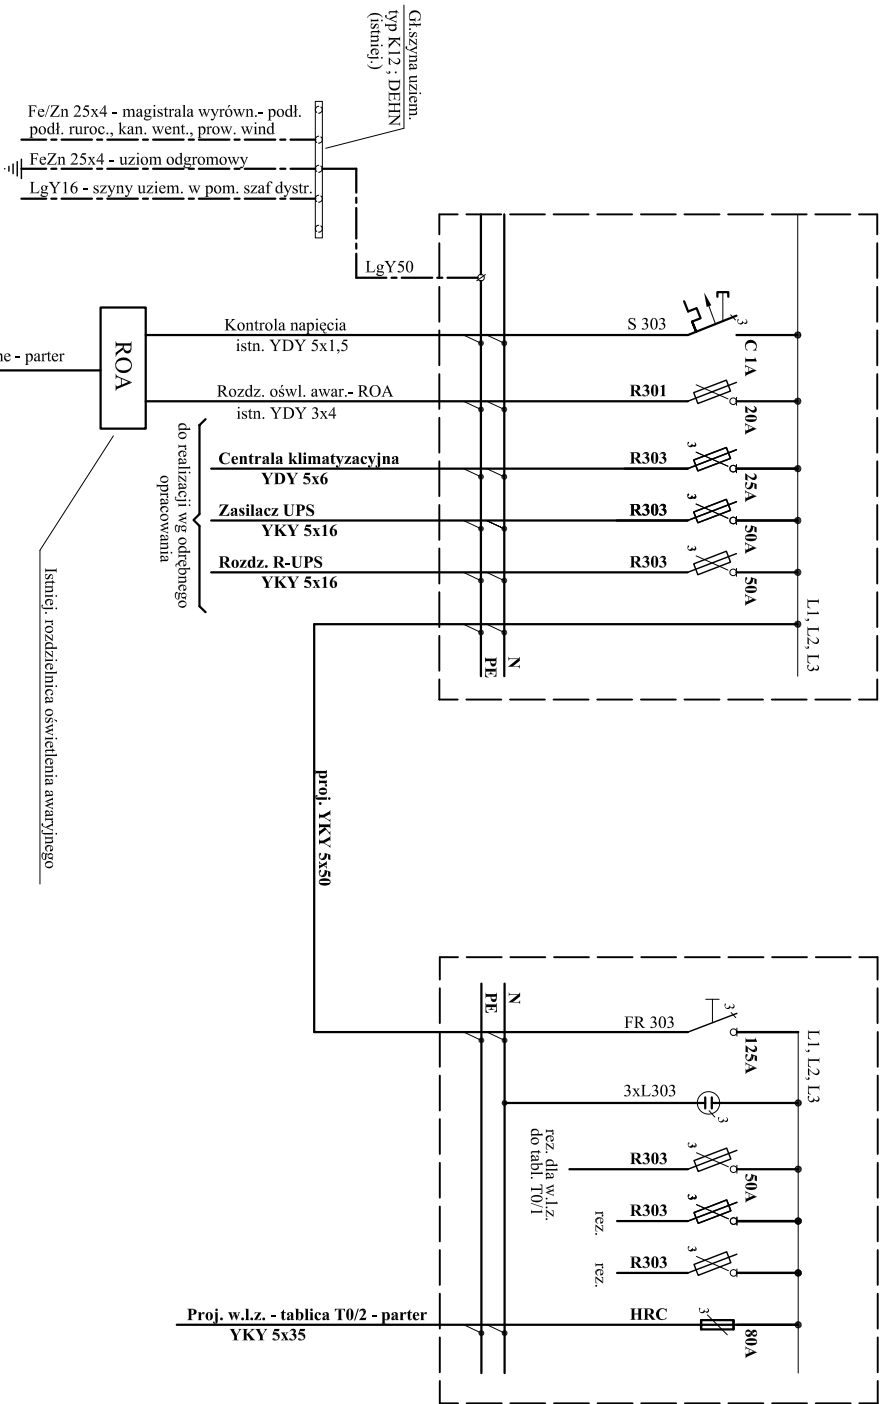 Gł.szyna uziem.
typ K12 ; DEHN
(istniej.)
Fe/Zn 25x4 - magistrala wyrówn.- podł.
podł. ruroc., kan. went., prow. wind
FeZn 25x4 - uziom odgromowy
LgY16 - szyny uziem. w pom. szaf dystr.
LgY50
Kontrola napięcia
istn. YDY 5x1,5
S 303
3
C 1A
ne - parter
ROA
Rozdz. ośwl. awar.- ROA
istn. YDY 3x4
R301
20A
Centrala klimatyzacyjna
YDY 5x6
R303
3
25A
Zasilacz UPS
YKY 5x16
R303
3
50A
Rozdz. R-UPS
YKY 5x16
R303
3
50A
do realizacji wg odrębnego
opracowania
Istniej. rozdzielnica oświetlenia awaryjnego
L1, L2, L3
N
PE
proj. YKY 5x50
N
PE
L1, L2, L3
FR 303
3
125A
3xL303
3
rez. dla w.l.z.
do tabl. T0/1
R303
3
50A
rez.
R303
3
rez.
R303
3
Proj. w.l.z. - tablica T0/2 - parter
YKY 5x35
HRC
3
80A